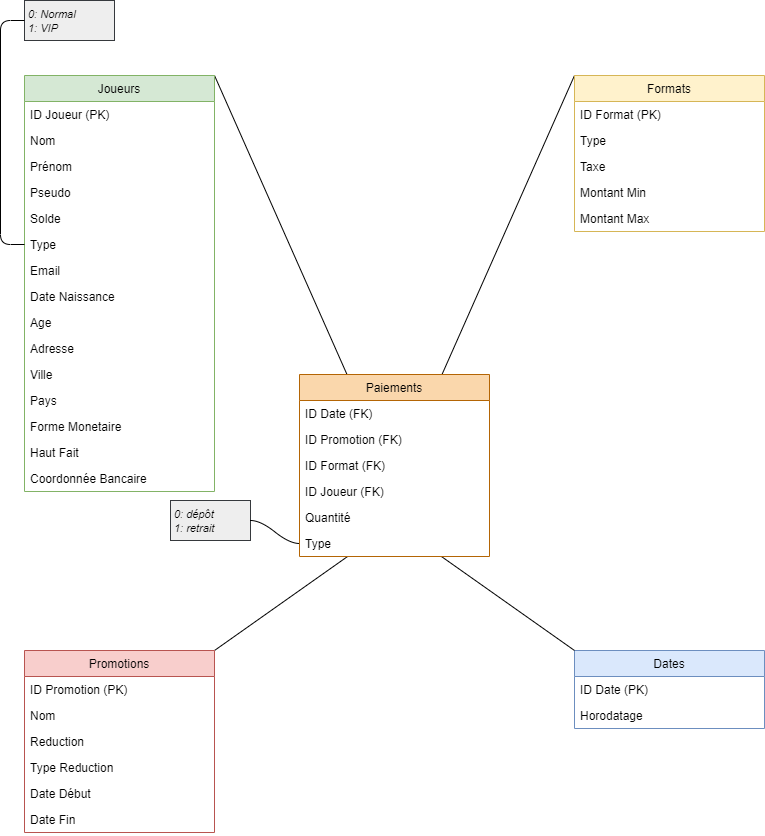 0: Normal
1: VIP
Joueurs
ID Joueur (PK)
Nom
Prénom
Pseudo
Solde
Type
Email
Date Naissance
Age
Adresse
Ville
Pays
Forme Monetaire
Haut Fait
Coordonnée Bancaire
Formats
ID Format (PK)
Type
Taxe
Montant Min
Montant Max
Paiements
ID Date (FK)
ID Promotion (FK)
ID Format (FK)
ID Joueur (FK)
Quantité
Type
0: dépôt
1: retrait
Promotions
ID Promotion (PK)
Nom
Reduction
Type Reduction
Date Début
Date Fin
Dates
ID Date (PK)
Horodatage